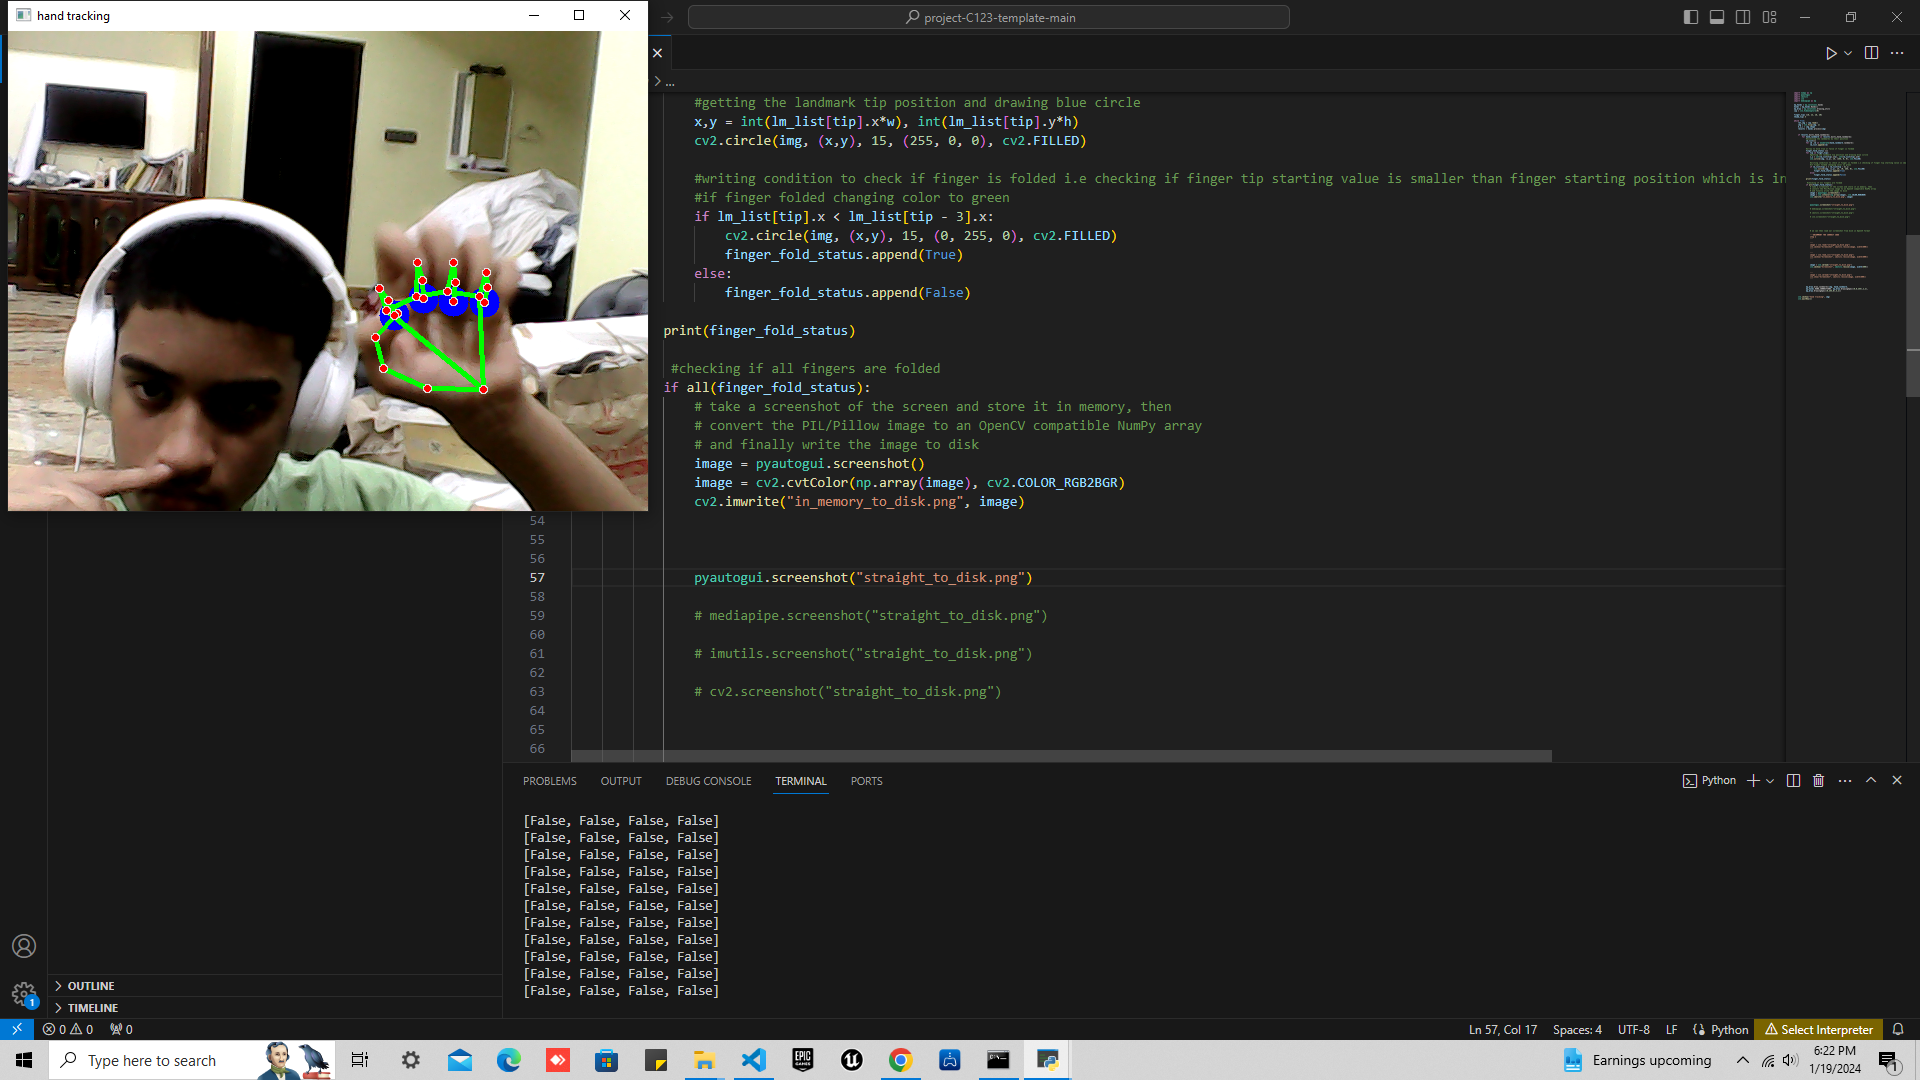 hand tracking
project-C123-template-main
...
#getting the landmark tip position and drawing blue circle
x,y = int(lm_list[tip].x*w), int(lm_list[tip].y*h)
cv2.circle(img, (x,y), 15, (255, 0, 0), cv2.FILLED)
#writing condition to check if finger is folded i.e checking if finger tip starting value is smaller than finger starting position which is in
#if finger folded changing color to green
if lm_list[tip].x < lm_list[tip - 3].x:
cv2.circle(img, (x,y), 15, (0, 255, 0), cv2.FILLED)
finger_fold_status.append(True)
else:
finger_fold_status.append(False)
print(finger_fold_status)
#checking if all fingers are folded
if all(finger_fold_status):
# take a screenshot of the screen and store it in memory, then
# convert the PIL/Pillow image to an OpenCV compatible NumPy array
# and finally write the image to disk
image = pyautogui.screenshot()
image = cv2.cvtColor(np.array(image), cv2.COLOR_RGB2BGR)
cv2.imwrite("in_memory_to_disk.png", image)
54
55
56
57 pyautogui.screenshot("straight_to_disk.png")
58
59 # mediapipe.screenshot("straight_to_disk.png")
60
61 # imutils.screenshot("straight_to_disk.png")
62
63 # cv2.screenshot("straight_to_disk.png")
64
65
66
PROBLEMS OUTPUT DEBUG CONSOLE TERMINAL PORTS
Python
[False, False, False, False]
[False, False, False, False]
[False, False, False, False]
[False, False, False, False]
[False, False, False, False]
[False, False, False, False]
[False, False, False, False]
[False, False, False, False]
[False, False, False, False]
[False, False, False, False]
[False, False, False, False]
1
OUTLINE
TIMELINE
0 0 0
Ln 57, Col 17 Spaces: 4 UTF-8 LF Python Select Interpreter
Type here to search
EPIC GAMES
Earnings upcoming
6:22 PM
1/19/2024
1